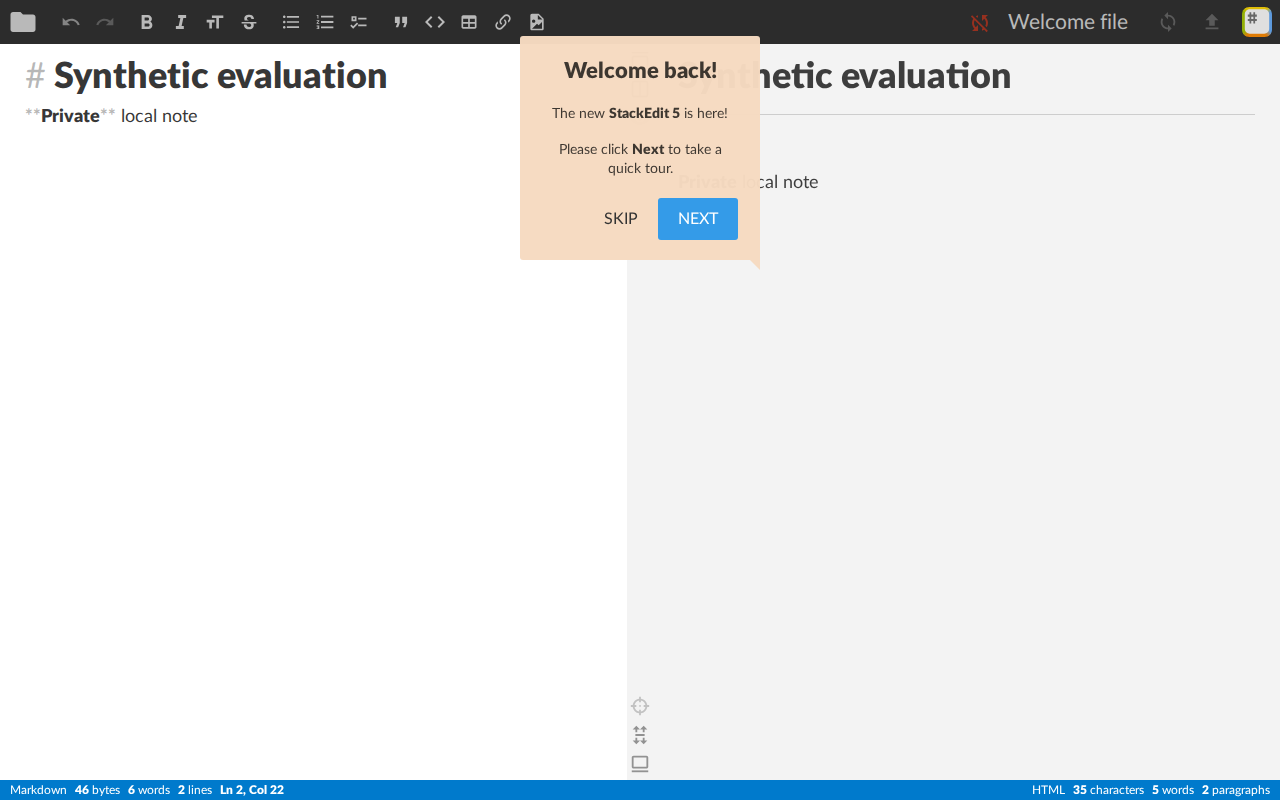 Welcome file
# Synthetic evaluation
**Private** local note
Welcome back!
The new StackEdit 5 is here!
Please click Next to take a
quick tour.
SKIP NEXT
Synthetic evaluation
Private local note
Markdown 46 bytes 6 words 2 lines Ln 2, Col 22
HTML 35 characters 5 words 2 paragraphs